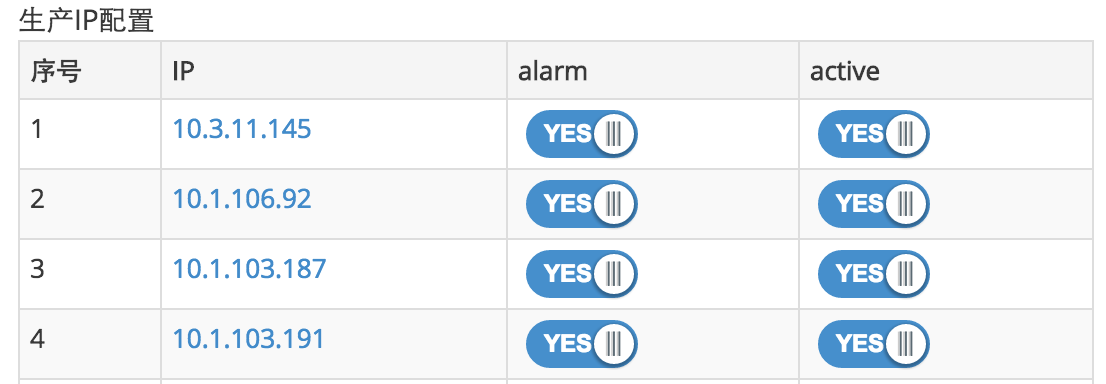 生产IP配置
序号 IP alarm active
1 10.3.11.145 YES YES
2 10.1.106.92 YES YES
3 10.1.103.187 YES YES
4 10.1.103.191 YES YES